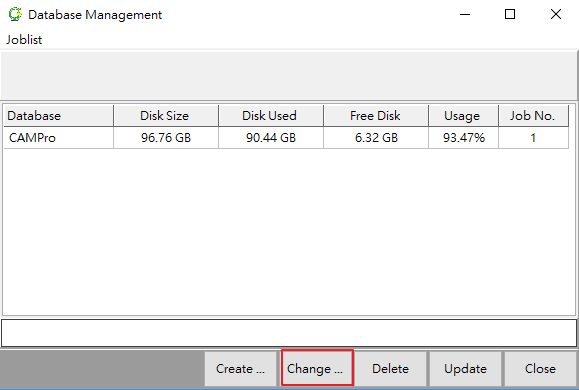 Database Management
Joblist
Database Disk Size Disk Used Free Disk Usage Job No.
CAMPro 96.76 GB 90.44 GB 6.32 GB 93.47% 1
Create ... Change ... Delete Update Close